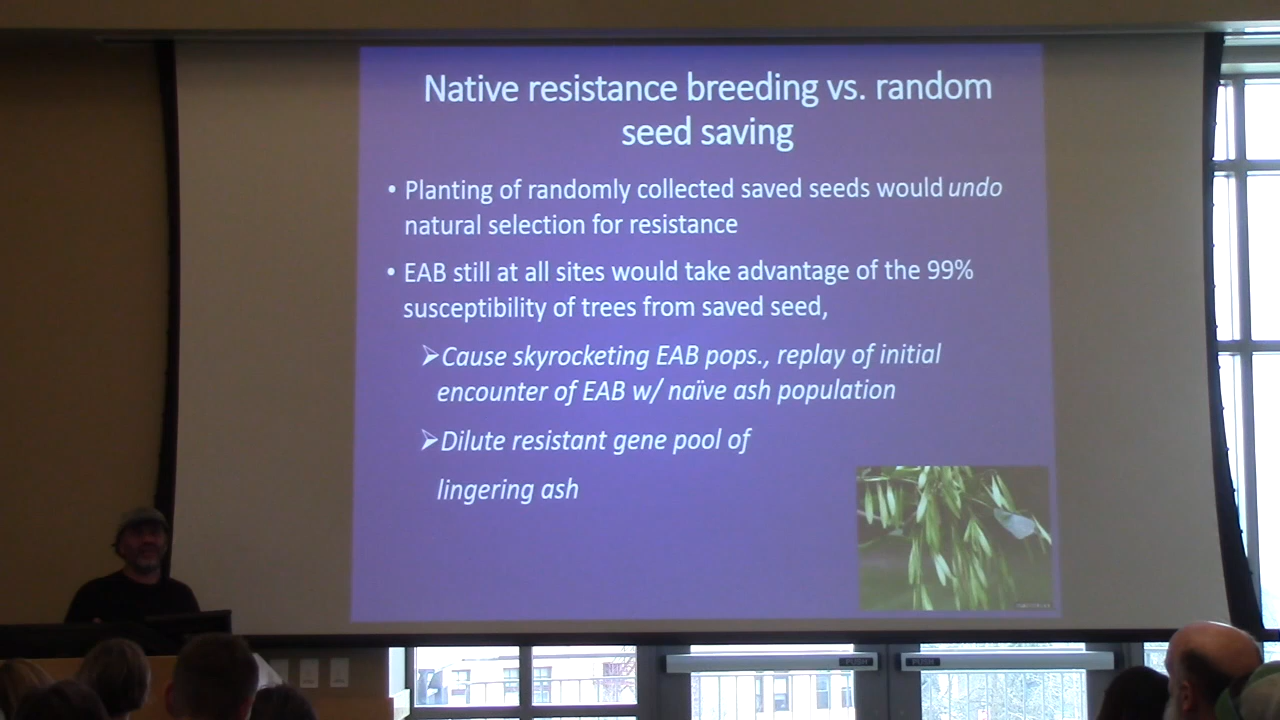 Native resistance breeding vs. random
seed saving
• Planting of randomly collected saved seeds would undo
natural selection for resistance
• EAB still at all sites would take advantage of the 99%
susceptibility of trees from saved seed,
➢Cause skyrocketing EAB pops., replay of initial
encounter of EAB w/ naïve ash population
➢Dilute resistant gene pool of
lingering ash
PUSH
PUSH